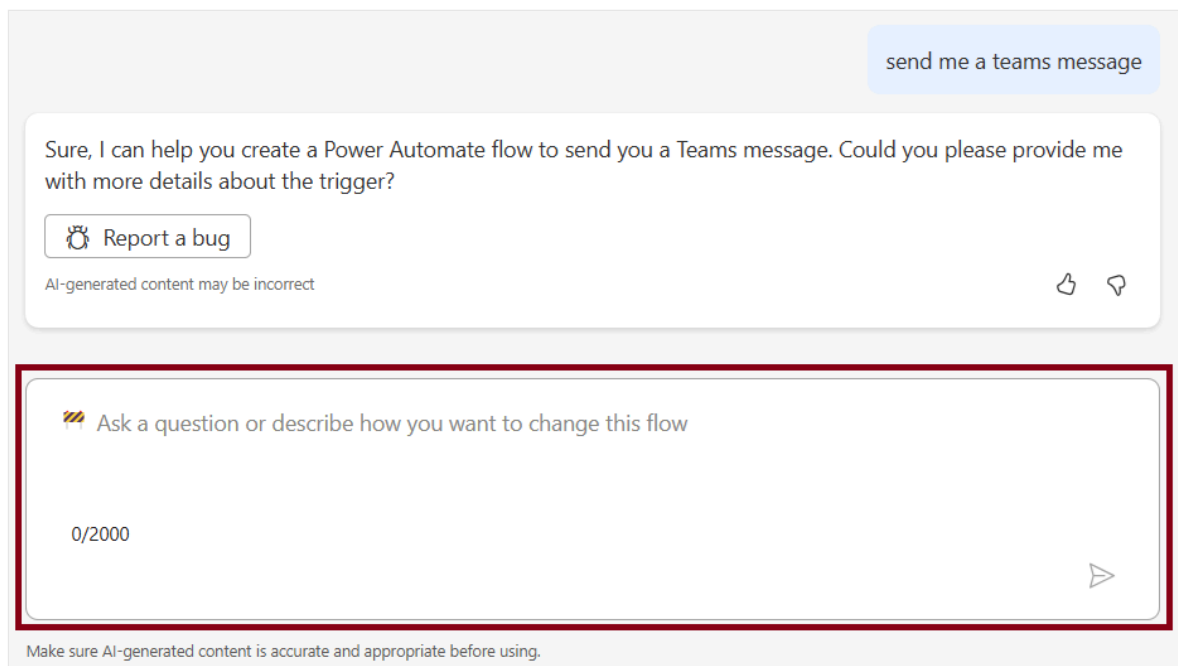 send me a teams message
Sure, I can help you create a Power Automate flow to send you a Teams message. Could you please provide me
with more details about the trigger?
Report a bug
AI-generated content may be incorrect
Ask a question or describe how you want to change this flow
0/2000
Make sure AI-generated content is accurate and appropriate before using.